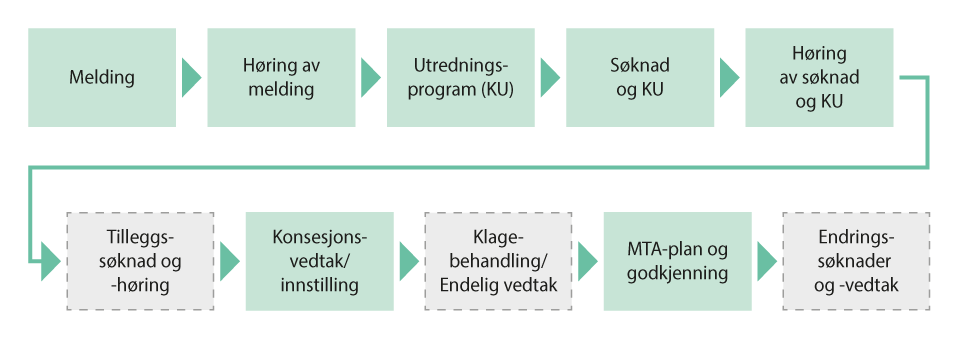 Melding
Høring av
melding
Utrednings-
program (KU)
Søknad
og KU
Høring
av søknad
og KU
Tilleggs-
søknad og
-høring
Konsesjons-
vedtak/
innstilling
Klage-
behandling/
Endelig vedtak
MTA-plan og
godkjenning
Endrings-
søknader
og -vedtak